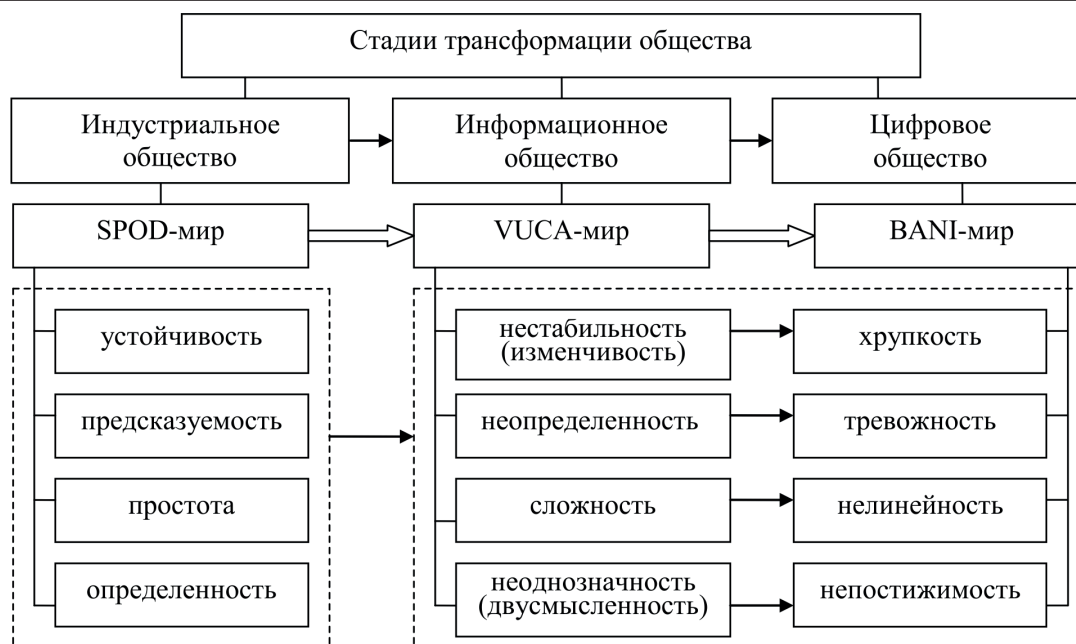 Стадии трансформации общества
Индустриальное
общество
Информационное
общество
Цифровое
общество
SPOD-мир
VUCA-мир
BANI-мир
устойчивость
нестабильность
(изменчивость)
хрупкость
предсказуемость
неопределенность
тревожность
простота
сложность
нелинейность
определенность
неоднозначность
(двусмысленность)
непостижимость